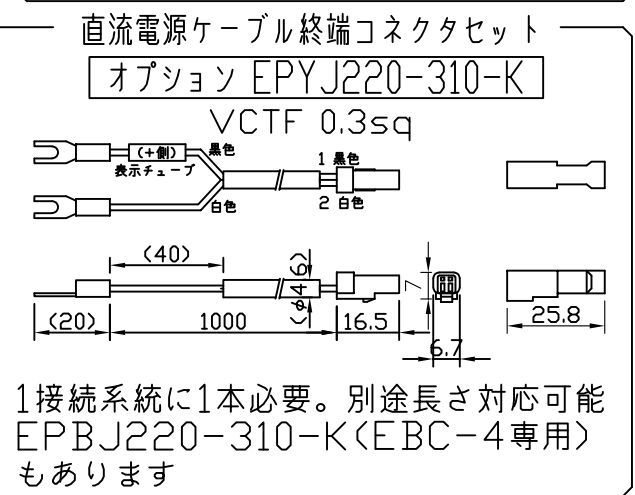 直流電源ケーブル終端コネクタセット
オプション EPYJ220-310-K
VCTF 0.3sq
(+側)
黒色
表示チューブ
1 黒色
白色
2 白色
(40)
(φ4.6)
7
(20)
1000
16.5
25.8
6.7
1接続系統に1本必要。別途長さ対応可能
EPBJ220-310-K(EBC-4専用)
もあります